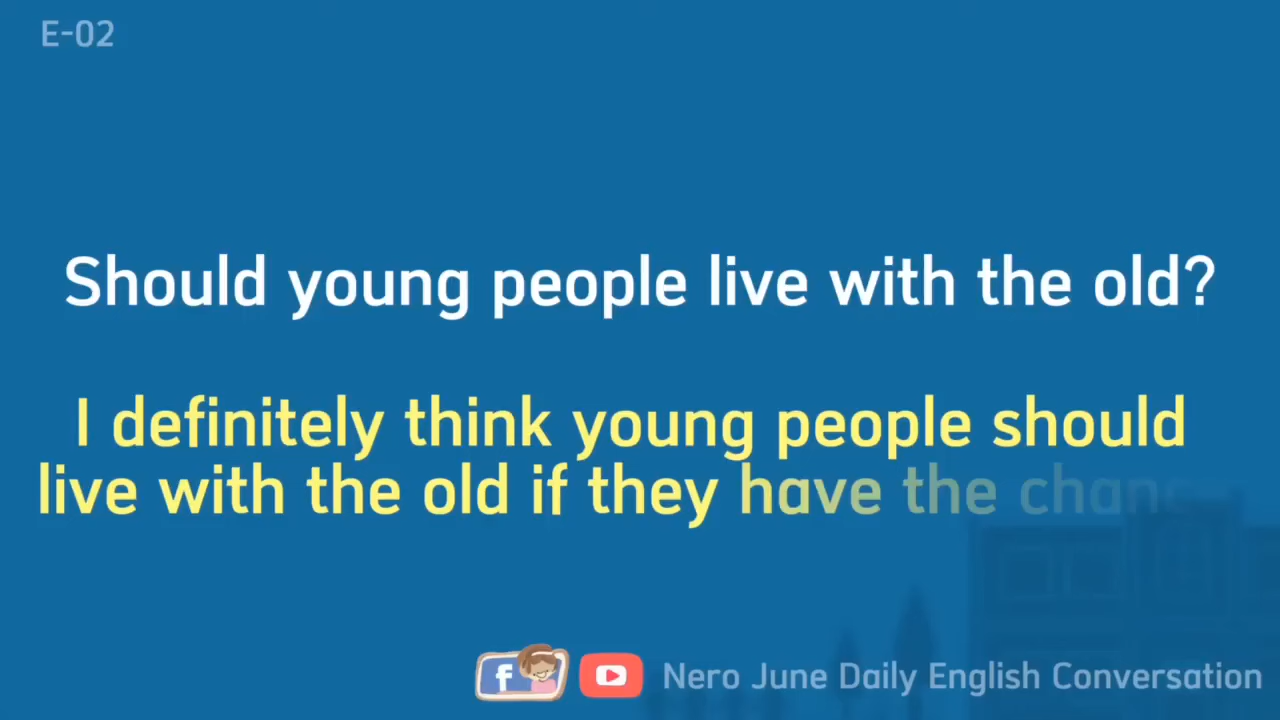 E-02
Should young people live with the old?
I definitely think young people should
live with the old if they have the chanc
f
Nero June Daily English Conversation